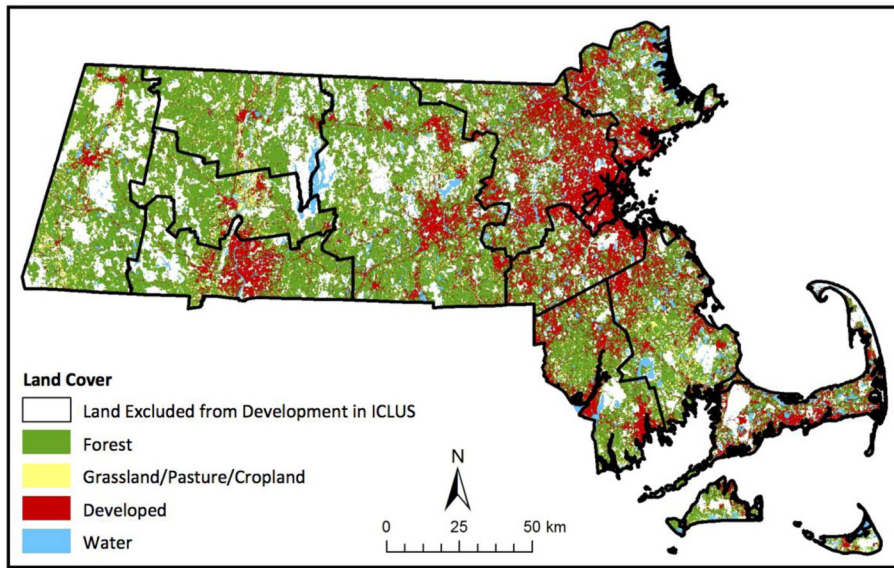 Land Cover
Land Excluded from Development in ICLUS
Forest
Grassland/Pasture/Cropland
Developed
Water
N
0 25 50 km